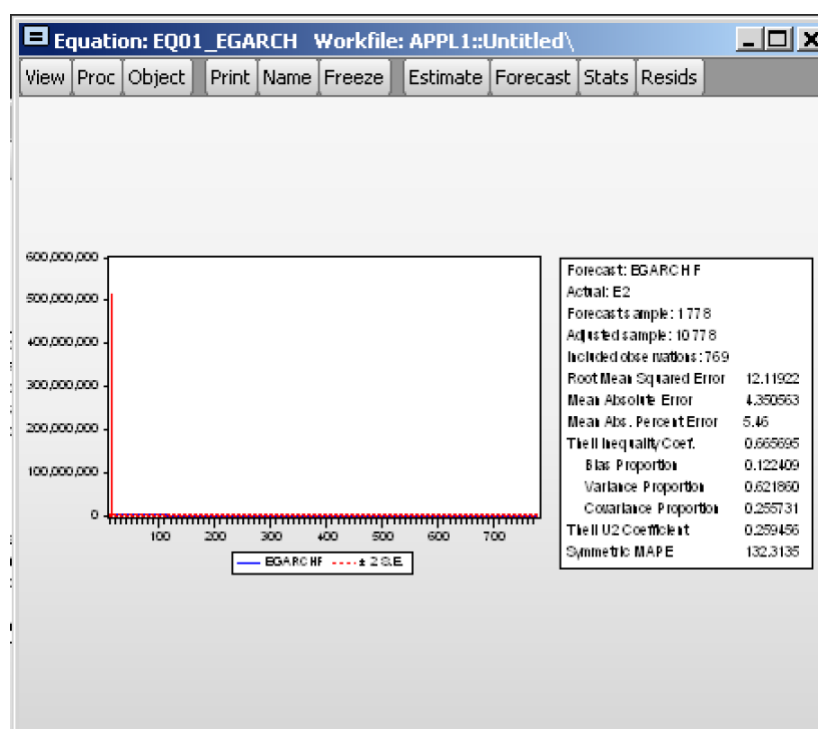 Equation: EQ01_EGARCH Workfile: APPL1::Untitled\
View Proc Object Print Name Freeze Estimate Forecast Stats Resids
600,000,000
500,000,000
400,000,000
300,000,000
200,000,000
100,000,000
0
100 200 300 400 500 600 700
EGARCHF ± 2 S.E.
Forecast: EGARCHF
Actual: E2
Forecast sample: 1 778
Adjusted sample: 10 778
Included observations: 769
Root Mean Squared Error 12.11922
Mean Absolute Error 4.350563
Mean Abs. Percent Error 5.46
Theil Inequality Coef. 0.665695
Bias Proportion 0.122409
Variance Proportion 0.621860
Covariance Proportion 0.255731
Theil U2 Coefficient 0.259456
Symmetric MAPE 132.3135